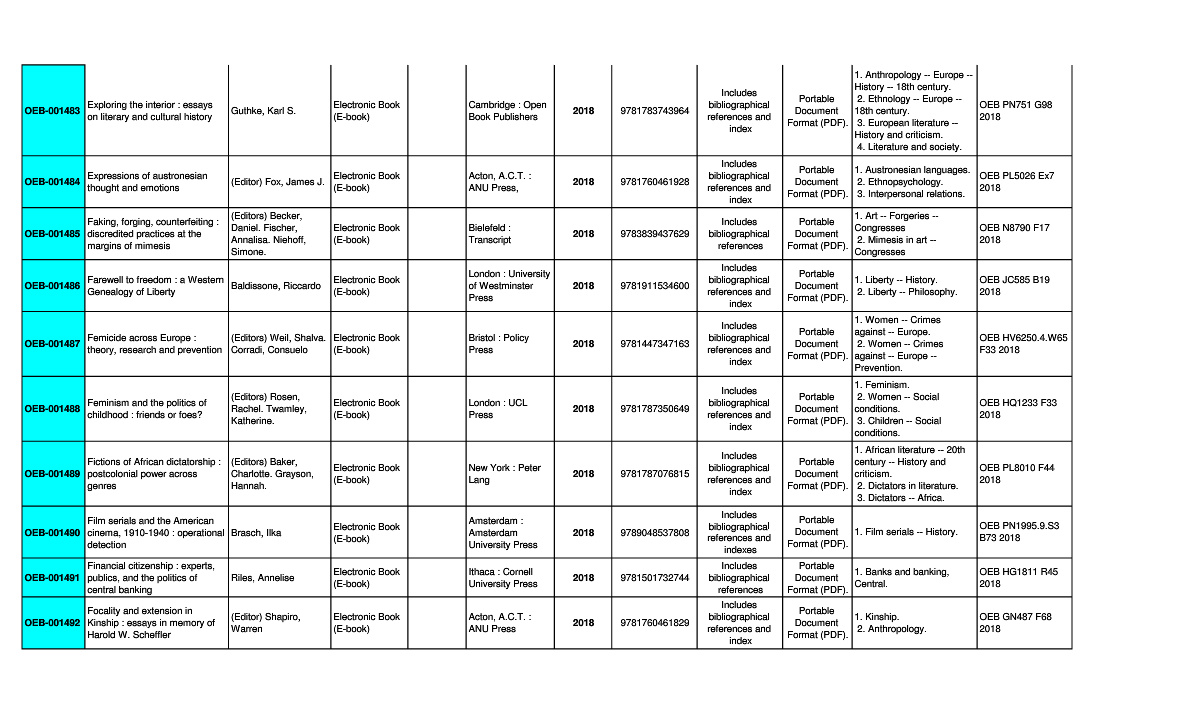 OEB-001483
Exploring the interior : essays
on literary and cultural history
Guthke, Karl S.
Electronic Book
(E-book)
Cambridge : Open
Book Publishers
2018
9781783743964
Includes
bibliographical
references and
index
Portable
Document
Format (PDF).
1. Anthropology -- Europe --
History -- 18th century.
2. Ethnology -- Europe --
18th century.
3. European literature --
History and criticism.
4. Literature and society.
OEB PN751 G98
2018
OEB-001484
Expressions of austronesian
thought and emotions
(Editor) Fox, James J.
Electronic Book
(E-book)
Acton, A.C.T. :
ANU Press,
2018
9781760461928
Includes
bibliographical
references and
index
Portable
Document
Format (PDF).
1. Austronesian languages.
2. Ethnopsychology.
3. Interpersonal relations.
OEB PL5026 Ex7
2018
OEB-001485
Faking, forging, counterfeiting :
discredited practices at the
margins of mimesis
(Editors) Becker,
Daniel. Fischer,
Annalisa. Niehoff,
Simone.
Electronic Book
(E-book)
Bielefeld :
Transcript
2018
9783839437629
Includes
bibliographical
references
Portable
Document
Format (PDF).
1. Art -- Forgeries --
Congresses
2. Mimesis in art --
Congresses
OEB N8790 F17
2018
OEB-001486
Farewell to freedom : a Western
Genealogy of Liberty
Baldissone, Riccardo
Electronic Book
(E-book)
London : University
of Westminster
Press
2018
9781911534600
Includes
bibliographical
references and
index
Portable
Document
Format (PDF).
1. Liberty -- History.
2. Liberty -- Philosophy.
OEB JC585 B19
2018
OEB-001487
Femicide across Europe :
theory, research and prevention
(Editors) Weil, Shalva.
Corradi, Consuelo
Electronic Book
(E-book)
Bristol : Policy
Press
2018
9781447347163
Includes
bibliographical
references and
index
Portable
Document
Format (PDF).
1. Women -- Crimes
against -- Europe.
2. Women -- Crimes
against -- Europe --
Prevention.
OEB HV6250.4.W65
F33 2018
OEB-001488
Feminism and the politics of
childhood : friends or foes?
(Editors) Rosen,
Rachel. Twamley,
Katherine.
Electronic Book
(E-book)
London : UCL
Press
2018
9781787350649
Includes
bibliographical
references and
index
Portable
Document
Format (PDF).
1. Feminism.
2. Women -- Social
conditions.
3. Children -- Social
conditions.
OEB HQ1233 F33
2018
OEB-001489
Fictions of African dictatorship :
postcolonial power across
genres
(Editors) Baker,
Charlotte. Grayson,
Hannah.
Electronic Book
(E-book)
New York : Peter
Lang
2018
9781787076815
Includes
bibliographical
references and
index
Portable
Document
Format (PDF).
1. African literature -- 20th
century -- History and
criticism.
2. Dictators in literature.
3. Dictators -- Africa.
OEB PL8010 F44
2018
OEB-001490
Film serials and the American
cinema, 1910-1940 : operational
detection
Brasch, Ilka
Electronic Book
(E-book)
Amsterdam :
Amsterdam
University Press
2018
9789048537808
Includes
bibliographical
references and
indexes
Portable
Document
Format (PDF).
1. Film serials -- History.
OEB PN1995.9.S3
B73 2018
OEB-001491
Financial citizenship : experts,
publics, and the politics of
central banking
Riles, Annelise
Electronic Book
(E-book)
Ithaca : Cornell
University Press
2018
9781501732744
Includes
bibliographical
references
Portable
Document
Format (PDF).
1. Banks and banking,
Central.
OEB HG1811 R45
2018
OEB-001492
Focality and extension in
Kinship : essays in memory of
Harold W. Scheffler
(Editor) Shapiro,
Warren
Electronic Book
(E-book)
Acton, A.C.T. :
ANU Press
2018
9781760461829
Includes
bibliographical
references and
index
Portable
Document
Format (PDF).
1. Kinship.
2. Anthropology.
OEB GN487 F68
2018